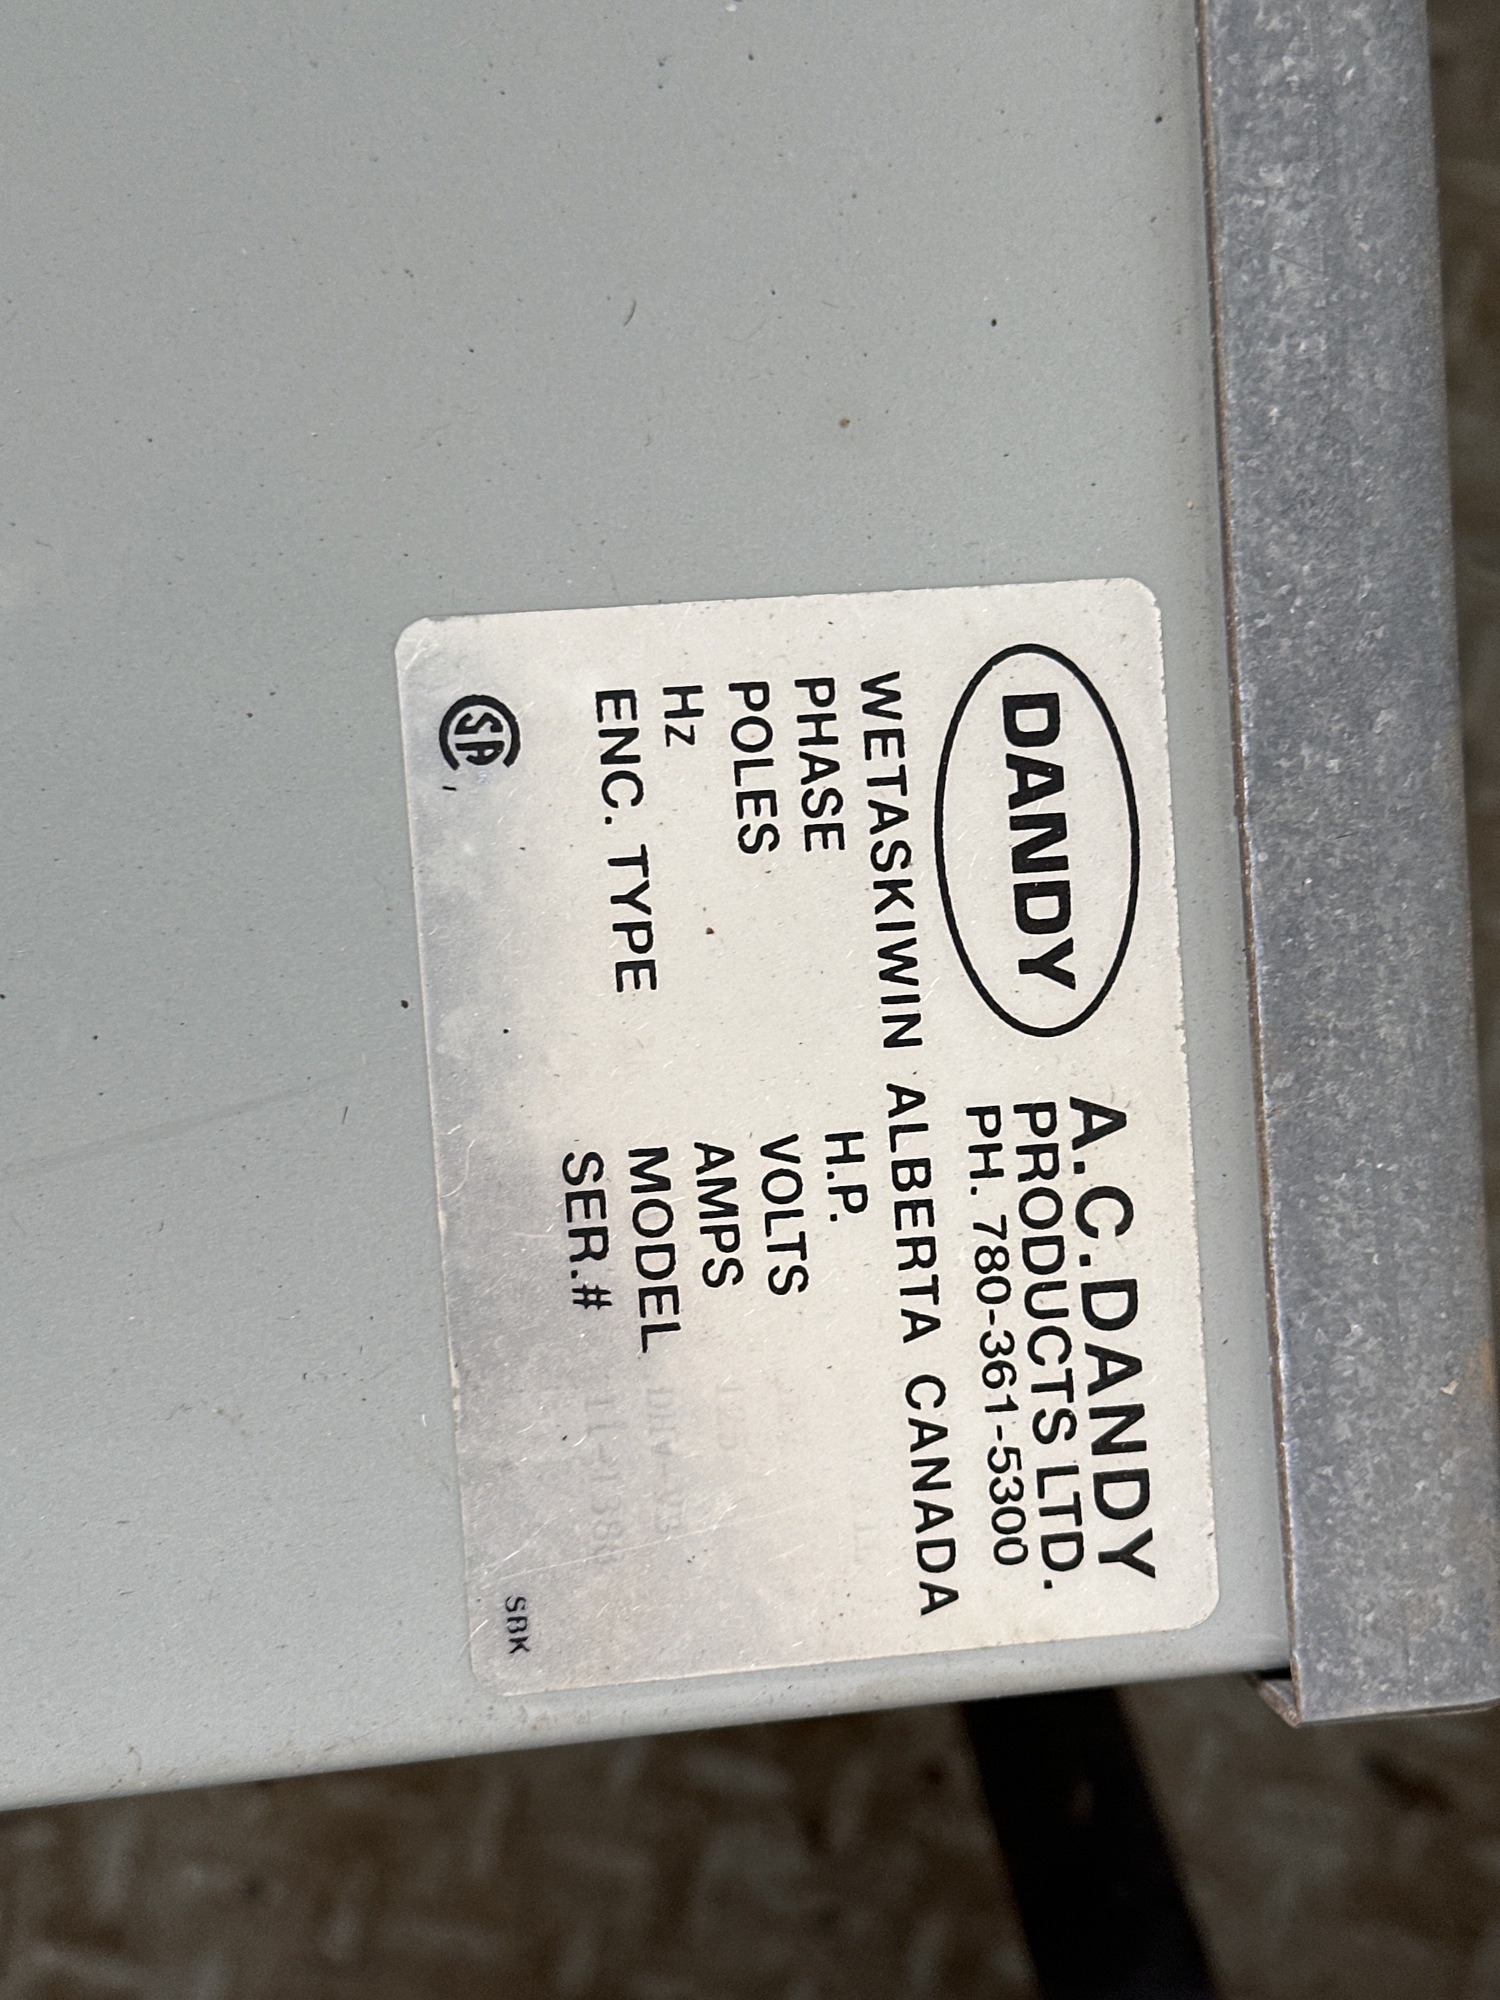 DANDY
A.C. DANDY
PRODUCTS LTD.
PH. 780-361-5300
WETASKIWIN ALBERTA CANADA
PHASE H.P.
POLES VOLTS
Hz AMPS
ENC. TYPE MODEL
SER.#
SA
SBK